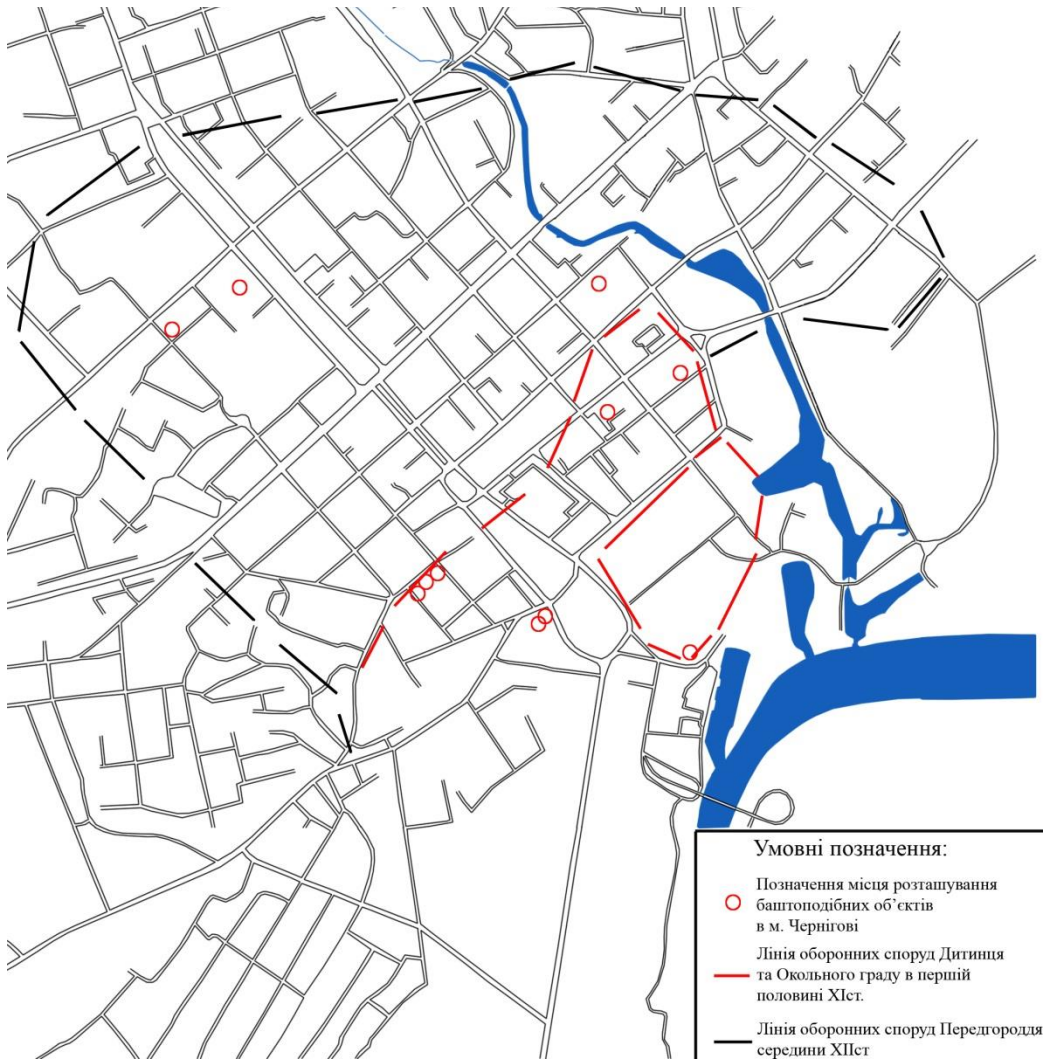 Умовні позначення:
Позначення місця розташування
баштоподібних об’єктів
в м. Чернігові
Лінія оборонних споруд Дитинця
та Окольного граду в першій
половині XIст.
Лінія оборонних споруд Передгороддя
середини XIIст